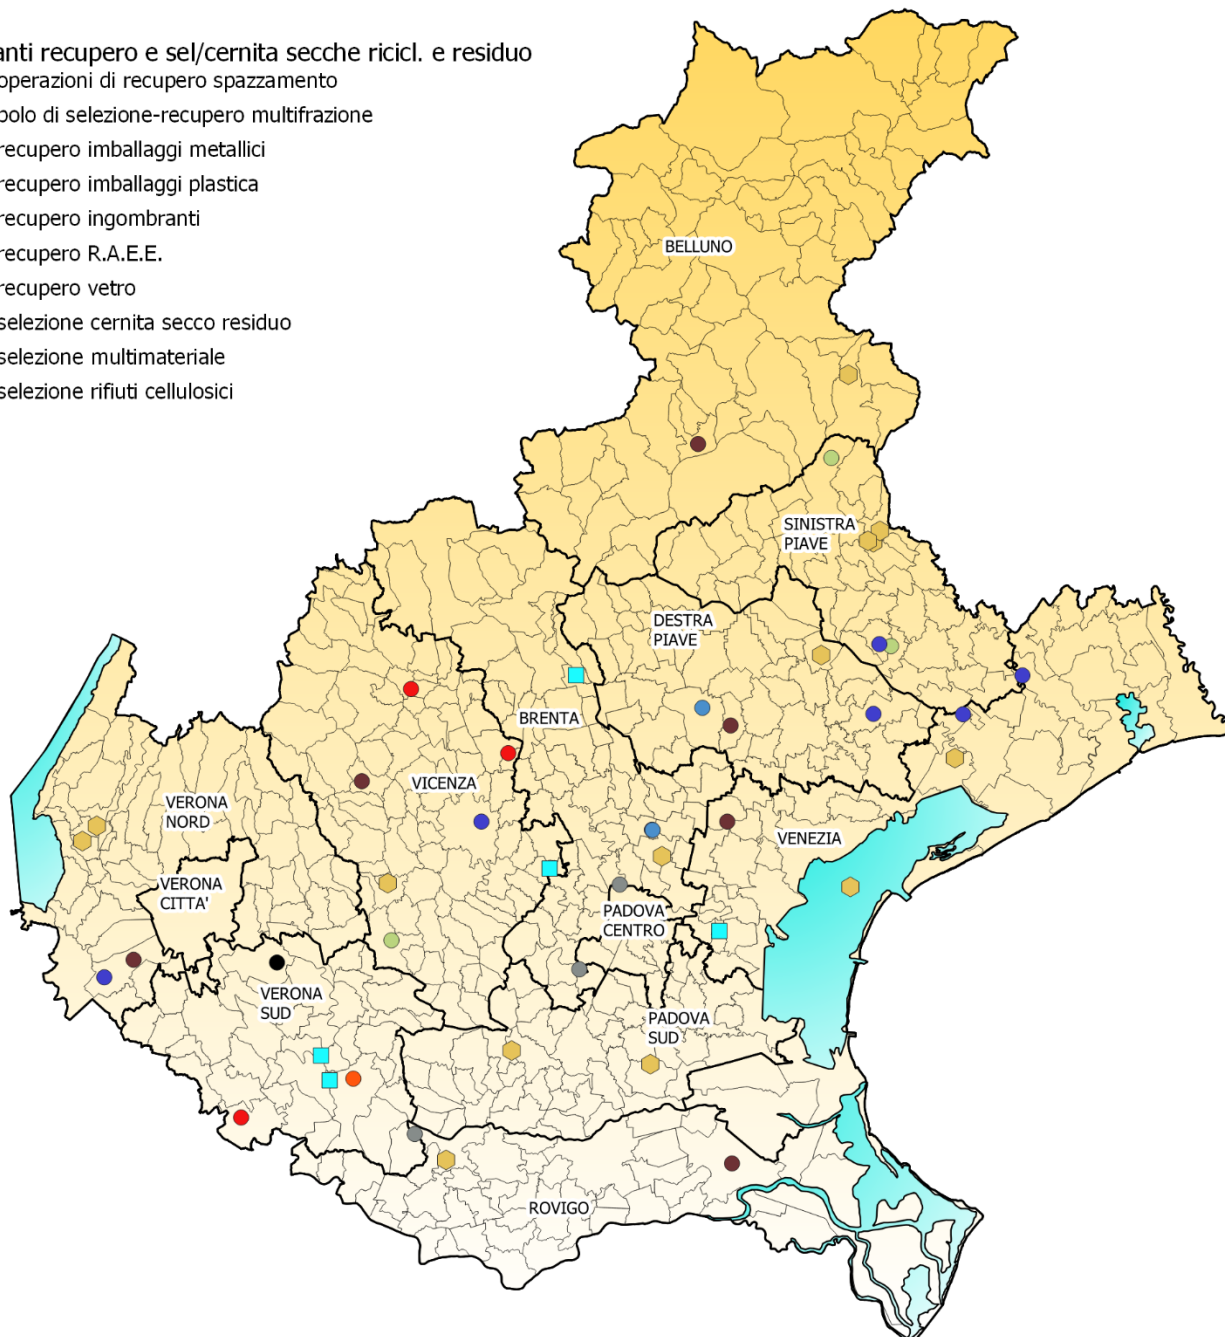 anti recupero e sel/cernita secche ricicl. e residuo
operazioni di recupero spazzamento
polo di selezione-recupero multifrazione
recupero imballaggi metallici
recupero imballaggi plastica
recupero ingombranti
recupero R.A.E.E.
recupero vetro
selezione cernita secco residuo
selezione multimateriale
selezione rifiuti cellulosici
BELLUNO
SINISTRA
PIAVE
DESTRA
PIAVE
BRENTA
VICENZA
VERONA
NORD
VENEZIA
VERONA
CITTA'
PADOVA
CENTRO
VERONA
SUD
PADOVA
SUD
ROVIGO